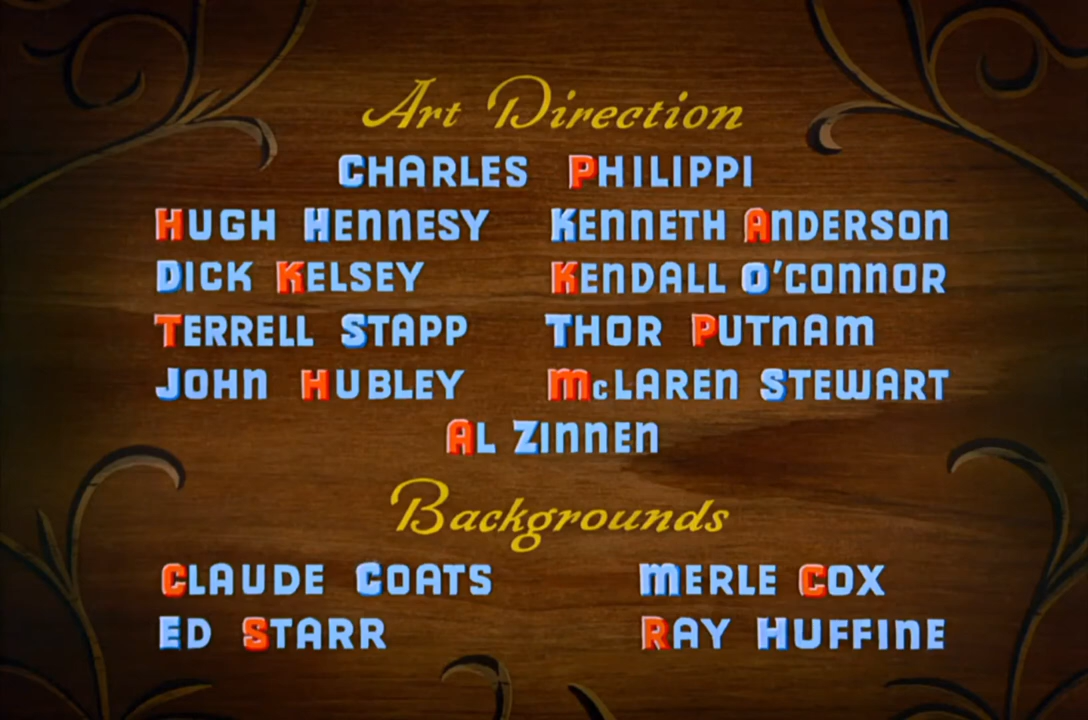 Art Direction
CHARLES PHILIPPI
HUGH HENNESY KENNETH ANDERSON
DICK KELSEY KENDALL O'CONNOR
TERRELL STAPP THOR PUTNAM
JOHN HUBLEY McLAREN STEWART
AL ZINNEN
Backgrounds
CLAUDE COATS MERLE COX
ED STARR RAY HUFFINE